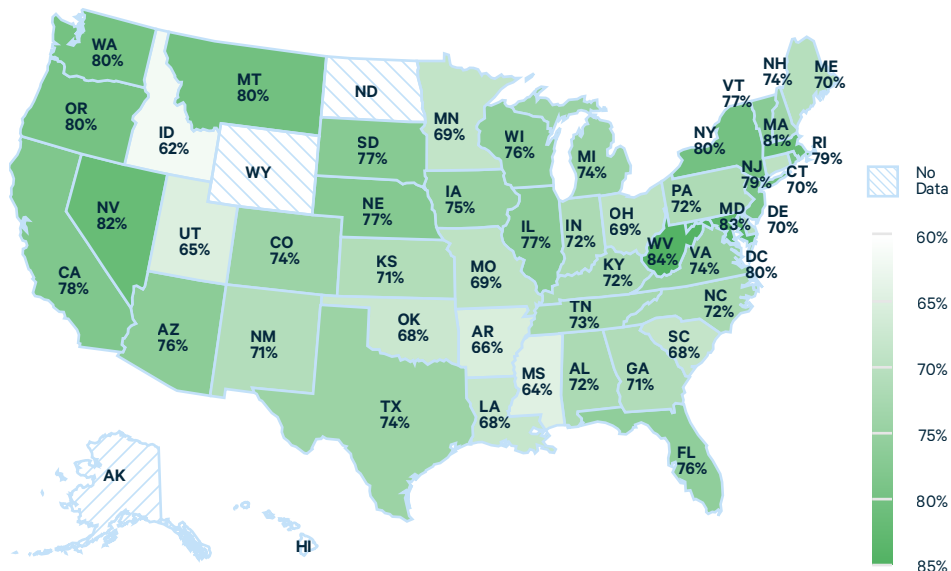 WA
80%
MT
80%
ND
OR
80%
ID
62%
WY
SD
77%
MN
69%
WI
76%
MI
74%
NY
80%
VT
77%
NH
74%
ME
70%
MA
81%
RI
79%
CT
70%
NJ
79%
NV
82%
UT
65%
CO
74%
NE
77%
IA
75%
IL
77%
IN
72%
OH
69%
PA
72%
MD
83%
DE
70%
DC
80%
WV
84%
VA
74%
CA
78%
KS
71%
MO
69%
KY
72%
NC
72%
TN
73%
AZ
76%
NM
71%
OK
68%
AR
66%
SC
68%
MS
64%
AL
72%
GA
71%
TX
74%
LA
68%
FL
76%
AK
HI
No
Data
60%
65%
70%
75%
80%
85%